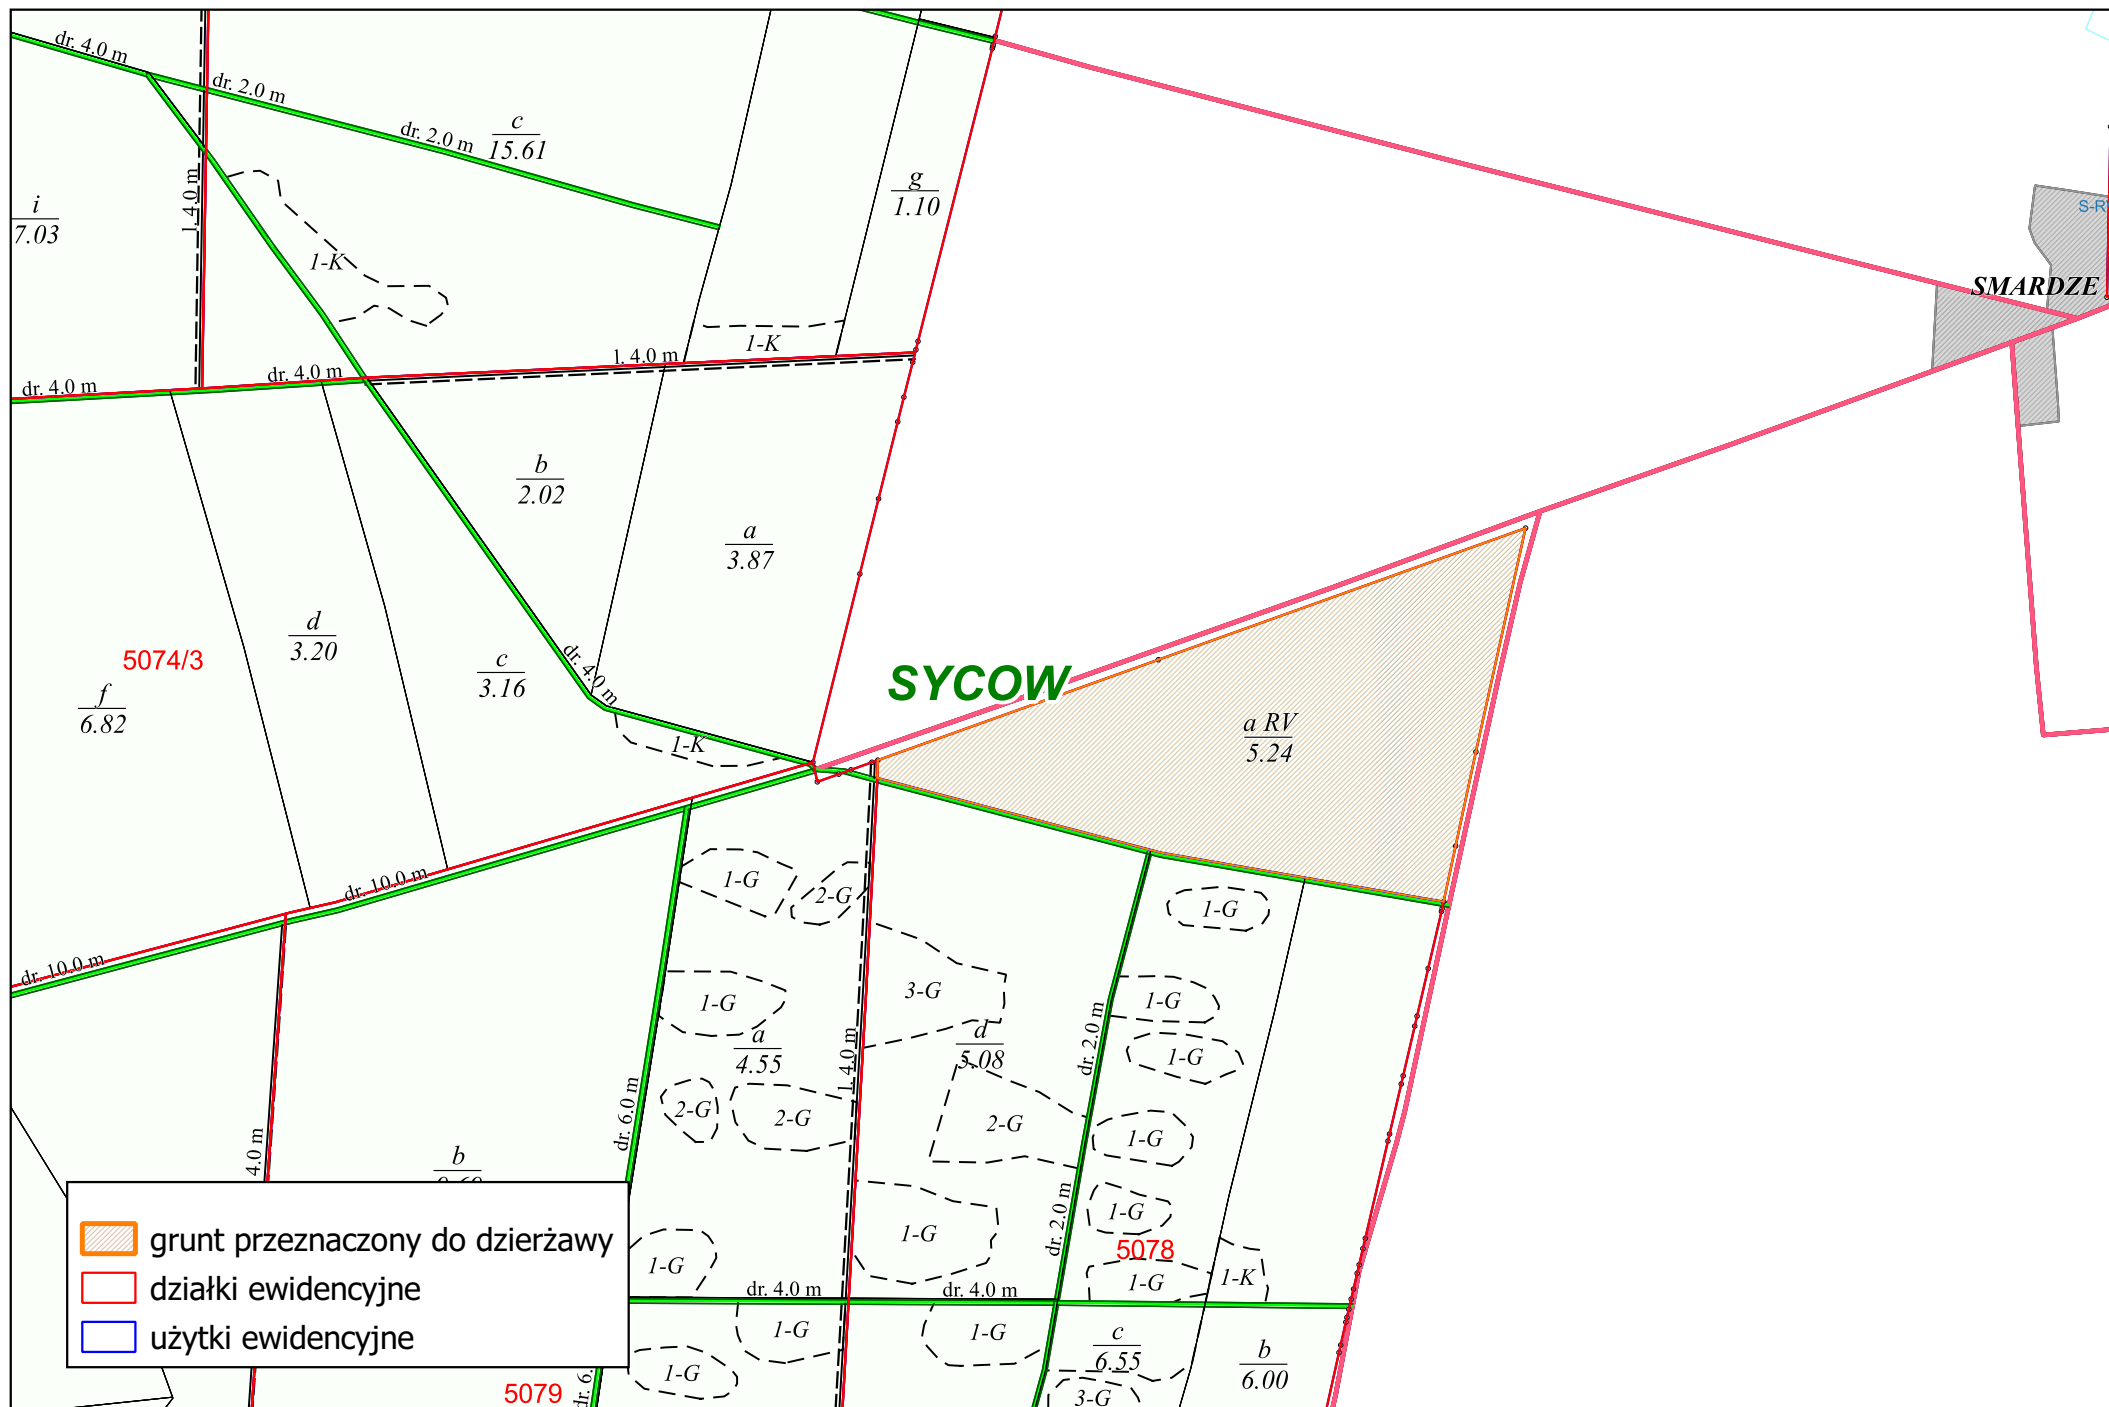 dr. 4.0 m
dr. 2.0 m
dr. 2.0 m
c
15.61
g
1.10
i
7.03
l. 4.0 m
1-K
S-R
SMARDZE
l. 4.0 m
1-K
dr. 4.0 m
dr. 4.0 m
b
2.02
a
3.87
d
3.20
5074/3
c
3.16
f
6.82
dr. 4.0 m
SYCOW
1-K
a RV
5.24
dr. 10.0 m
dr. 10.0 m
1-G
2-G
1-G
1-G
3-G
1-G
a
4.55
d
5.08
l. 4.0 m
dr. 2.0 m
1-G
2-G
2-G
2-G
1-G
dr. 6.0 m
4.0 m
b
1-G
1-G
dr. 2.0 m
5078
1-G
1-G
1-K
dr. 4.0 m
dr. 4.0 m
1-G
1-G
c
6.55
b
6.00
1-G
3-G
dr. 6.
5079
grunt przeznaczony do dzierżawy
działki ewidencyjne
użytki ewidencyjne